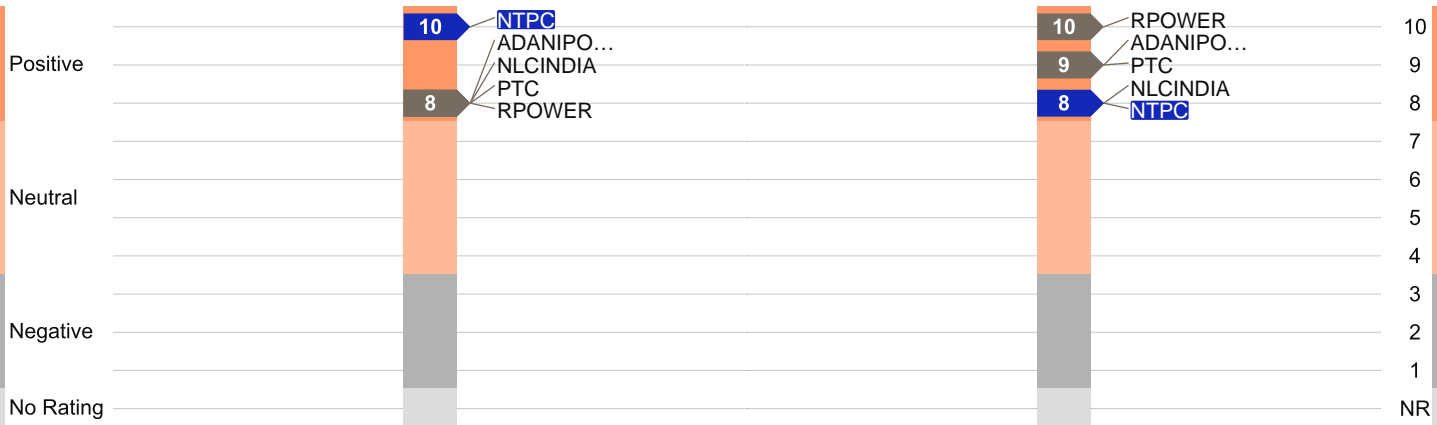 Positive
Neutral
Negative
No Rating
10
NTPC
8
ADANIPO...
NLCINDIA
PTC
RPOWER
10
RPOWER
9
ADANIPO...
PTC
8
NLCINDIA
NTPC
10
9
8
7
6
5
4
3
2
1
NR